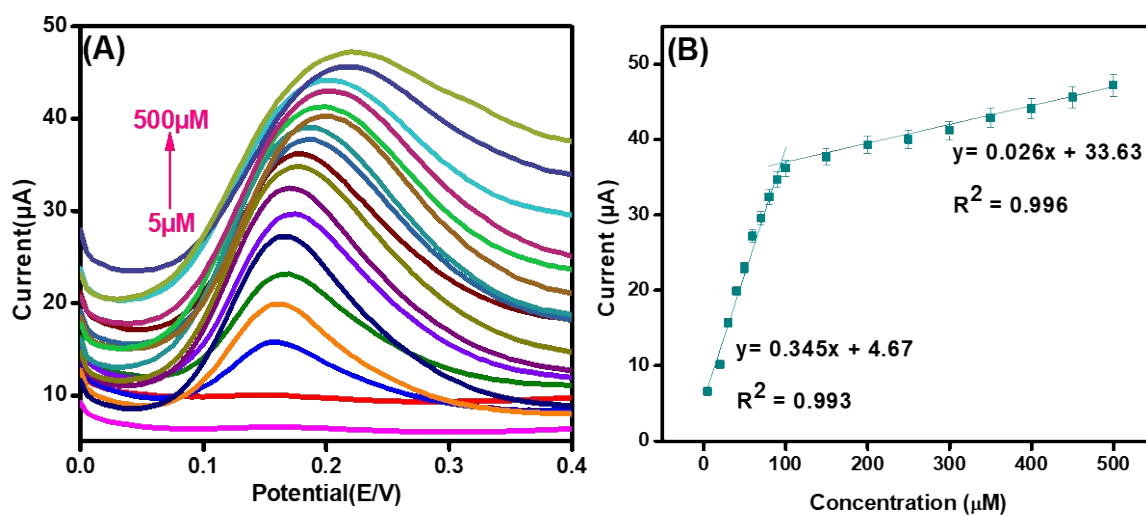 (A)
50
40
30
20
10
500μM
5μM
Current(μA)
0.0 0.1 0.2 0.3 0.4
Potential(E/V)
(B)
50
40
30
20
10
0
y= 0.026x + 33.63
R² = 0.996
y= 0.345x + 4.67
R² = 0.993
Current (μA)
0 100 200 300 400 500
Concentration (μM)